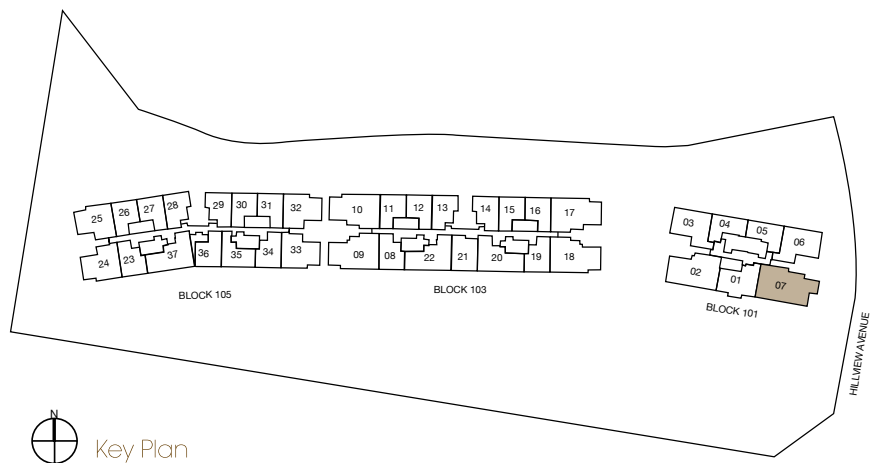 25 26 27 28 29 30 31 32 10 11 12 13 14 15 16 17 03 04 05 06
24 23 37 36 35 34 33 09 08 22 21 20 19 18 02 01 07
BLOCK 105
BLOCK 103
BLOCK 101
HILLVIEW AVENUE
N
Key Plan